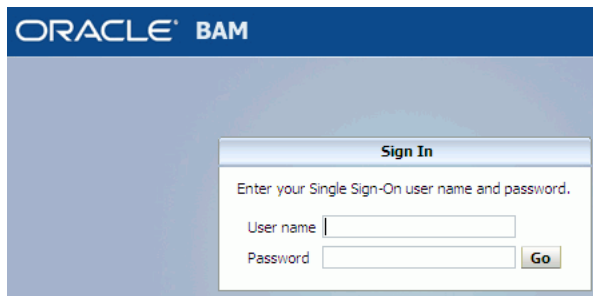 ORACLE BAM
Sign In
Enter your Single Sign-On user name and password.
User name
Password Go